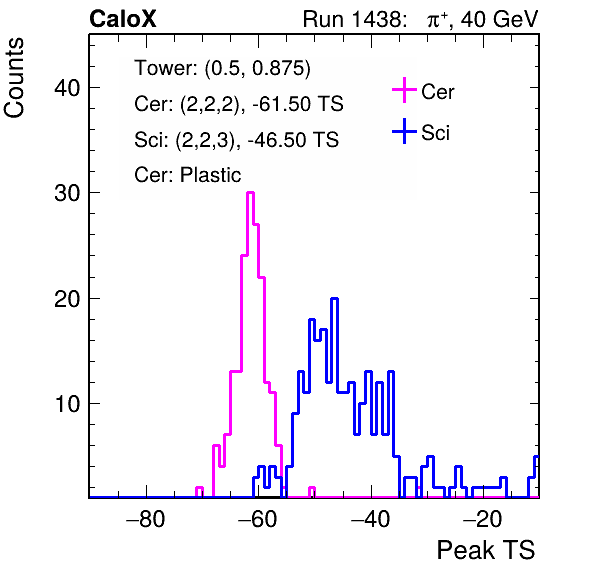 CaloX Run 1438: π⁺, 40 GeV
Counts
Tower: (0.5, 0.875)
Cer: (2,2,2), -61.50 TS
Sci: (2,2,3), -46.50 TS
Cer: Plastic
Cer
Sci
40
30
20
10
−80 −60 −40 −20
Peak TS